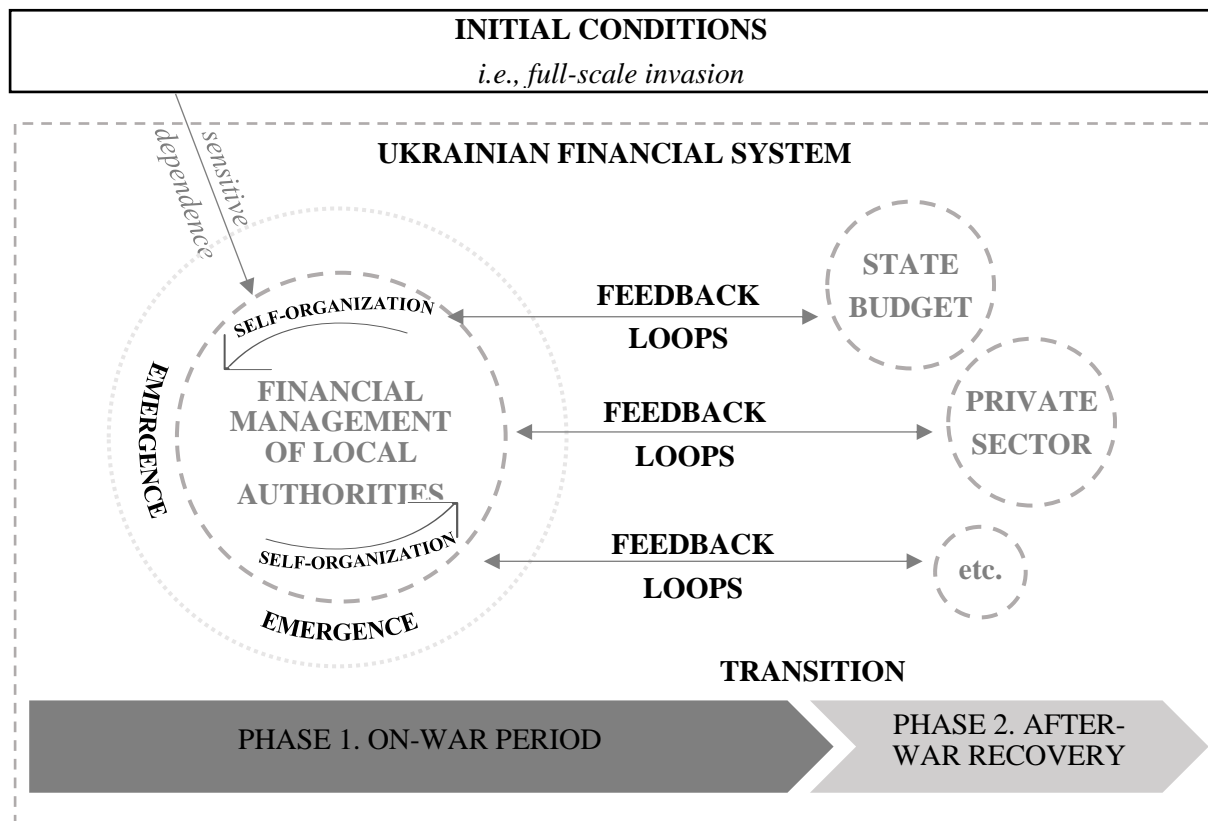 INITIAL CONDITIONS
i.e., full-scale invasion
sensitive
dependence
UKRAINIAN FINANCIAL SYSTEM
SELF-ORGANIZATION
EMERGENCE
FINANCIAL
MANAGEMENT
OF LOCAL
AUTHORITIES
SELF-ORGANIZATION
EMERGENCE
FEEDBACK
LOOPS
STATE
BUDGET
FEEDBACK
LOOPS
PRIVATE
SECTOR
FEEDBACK
LOOPS
etc.
TRANSITION
PHASE 1. ON-WAR PERIOD
PHASE 2. AFTER-
WAR RECOVERY